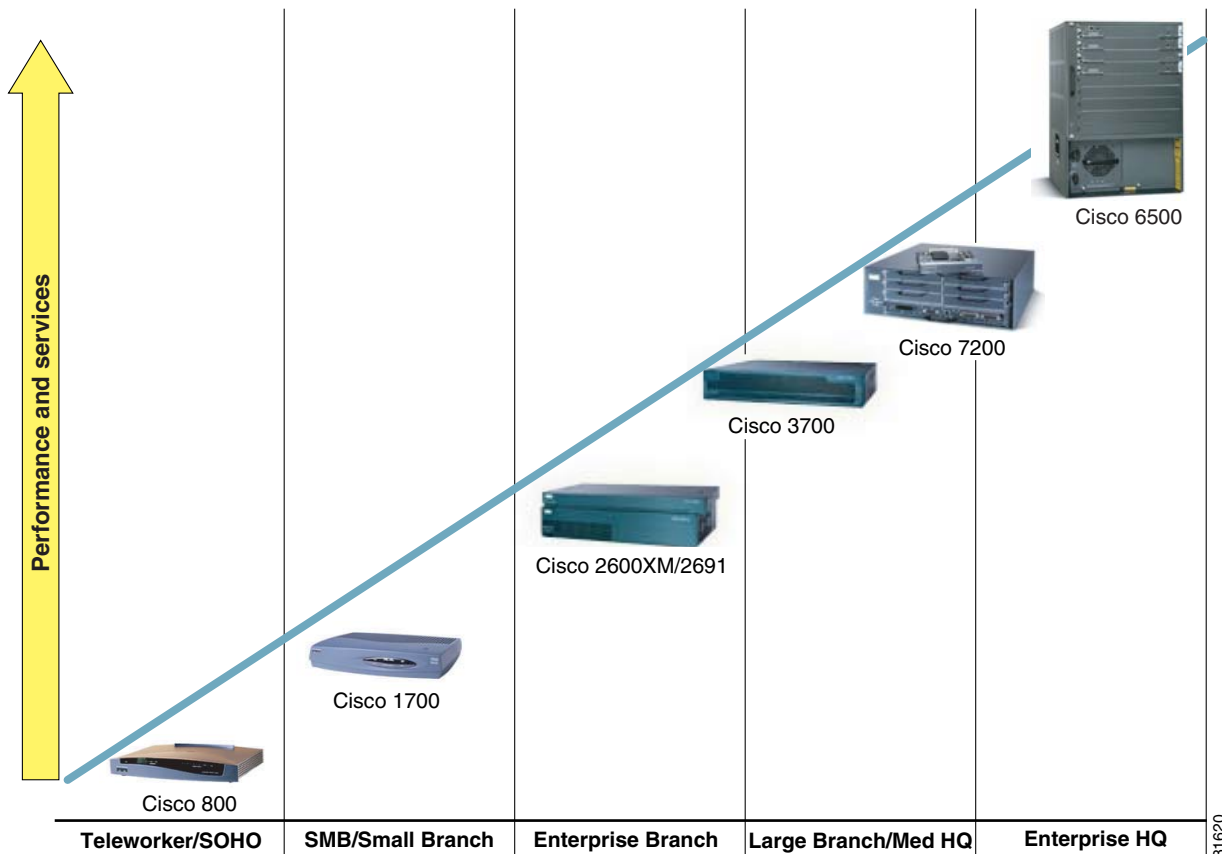 Performance and services
Cisco 6500
Cisco 7200
Cisco 3700
Cisco 2600XM/2691
Cisco 1700
Cisco 800
Teleworker/SOHO
SMB/Small Branch
Enterprise Branch
Large Branch/Med HQ
Enterprise HQ